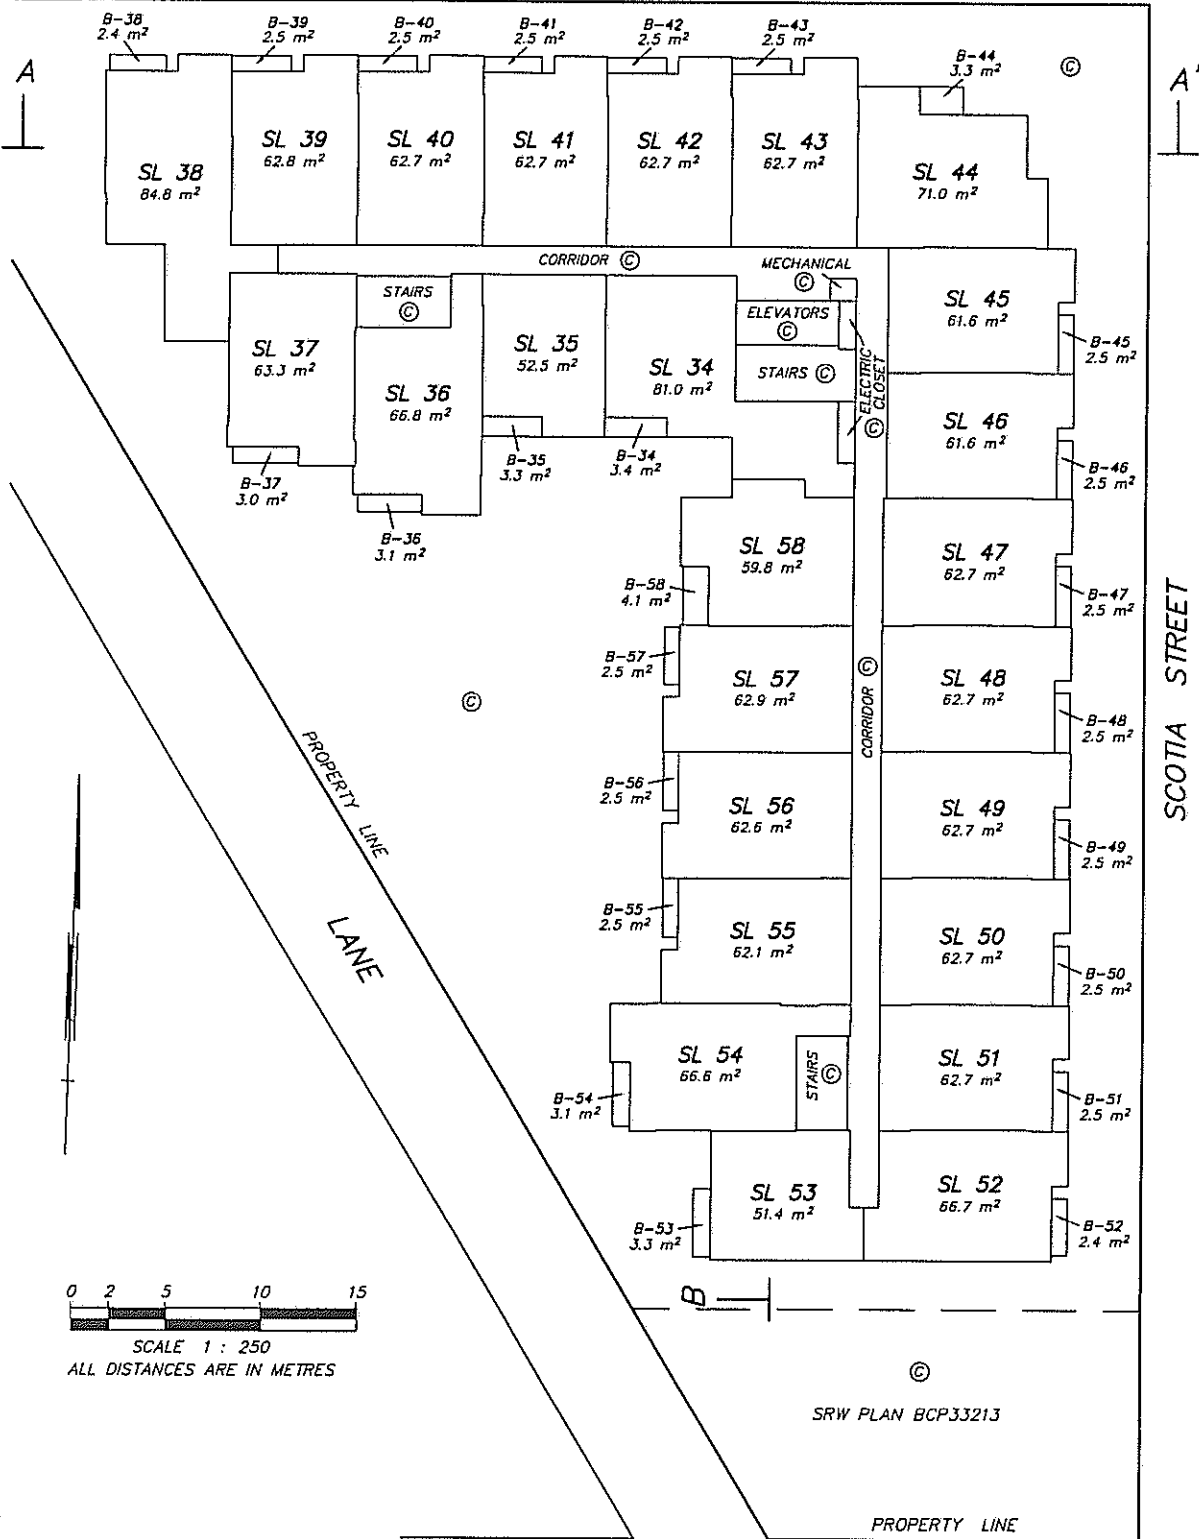 B-38
2.4 m²
B-39
2.5 m²
B-40
2.5 m²
B-41
2.5 m²
B-42
2.5 m²
B-43
2.5 m²
B-44
3.3 m²
©
A
A'
SL 38
84.8 m²
SL 39
62.8 m²
SL 40
62.7 m²
SL 41
62.7 m²
SL 42
62.7 m²
SL 43
62.7 m²
SL 44
71.0 m²
CORRIDOR ©
MECHANICAL
©
STAIRS
©
ELEVATORS
©
STAIRS ©
ELECTRIC
CLOSET
©
SL 45
61.6 m²
B-45
2.5 m²
SL 37
63.3 m²
SL 36
66.8 m²
SL 35
52.5 m²
SL 34
81.0 m²
SL 46
61.6 m²
B-46
2.5 m²
B-37
3.0 m²
B-36
3.1 m²
B-35
3.3 m²
B-34
3.4 m²
SL 58
59.8 m²
B-58
4.1 m²
SL 47
62.7 m²
B-47
2.5 m²
B-57
2.5 m²
SL 57
62.9 m²
CORRIDOR ©
SL 48
62.7 m²
B-48
2.5 m²
SCOTIA STREET
©
PROPERTY LINE
LANE
B-56
2.5 m²
SL 56
62.6 m²
SL 49
62.7 m²
B-49
2.5 m²
B-55
2.5 m²
SL 55
62.1 m²
SL 50
62.7 m²
B-50
2.5 m²
SL 54
66.6 m²
STAIRS ©
B-54
3.1 m²
SL 51
62.7 m²
B-51
2.5 m²
SL 53
51.4 m²
B-53
3.3 m²
SL 52
66.7 m²
B-52
2.4 m²
B
0 2 5 10 15
SCALE 1 : 250
ALL DISTANCES ARE IN METRES
©
SRW PLAN BCP33213
PROPERTY LINE